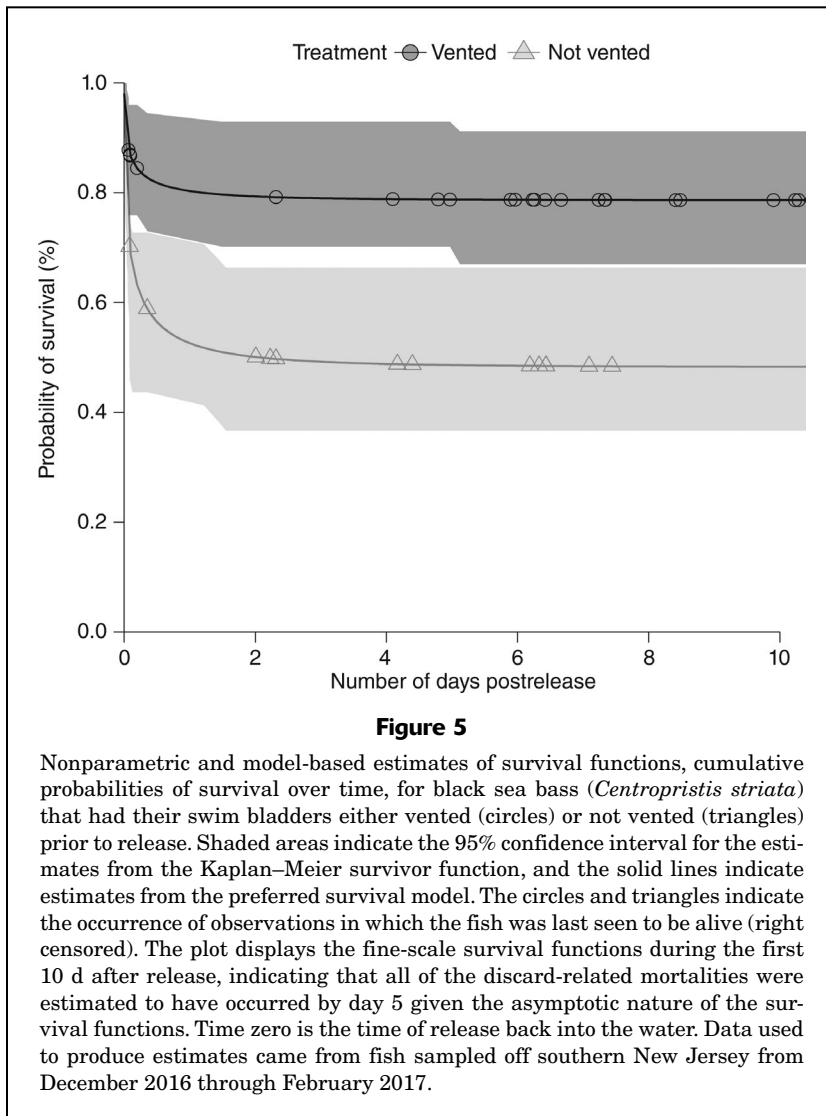 Treatment Vented Not vented
1.0
0.8
0.6
0.4
0.2
0.0
Probability of survival (%)
0 2 4 6 8 10
Number of days postrelease
Figure 5
Nonparametric and model-based estimates of survival functions, cumulative
probabilities of survival over time, for black sea bass (Centropristis striata)
that had their swim bladders either vented (circles) or not vented (triangles)
prior to release. Shaded areas indicate the 95% confidence interval for the esti-
mates from the Kaplan–Meier survivor function, and the solid lines indicate
estimates from the preferred survival model. The circles and triangles indicate
the occurrence of observations in which the fish was last seen to be alive (right
censored). The plot displays the fine-scale survival functions during the first
10 d after release, indicating that all of the discard-related mortalities were
estimated to have occurred by day 5 given the asymptotic nature of the sur-
vival functions. Time zero is the time of release back into the water. Data used
to produce estimates came from fish sampled off southern New Jersey from
December 2016 through February 2017.